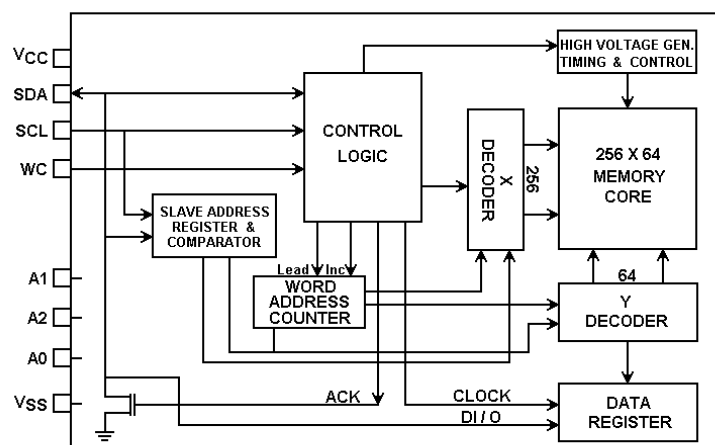 VCC
SDA
SCL
WC
A1
A2
A0
VSS
HIGH VOLTAGE GEN.
TIMING & CONTROL
CONTROL
LOGIC
X
DECODER
256
256 X 64
MEMORY
CORE
SLAVE ADDRESS
REGISTER &
COMPARATOR
Lead Inc
WORD
ADDRESS
COUNTER
64
Y
DECODER
ACK
CLOCK
DI / O
DATA
REGISTER